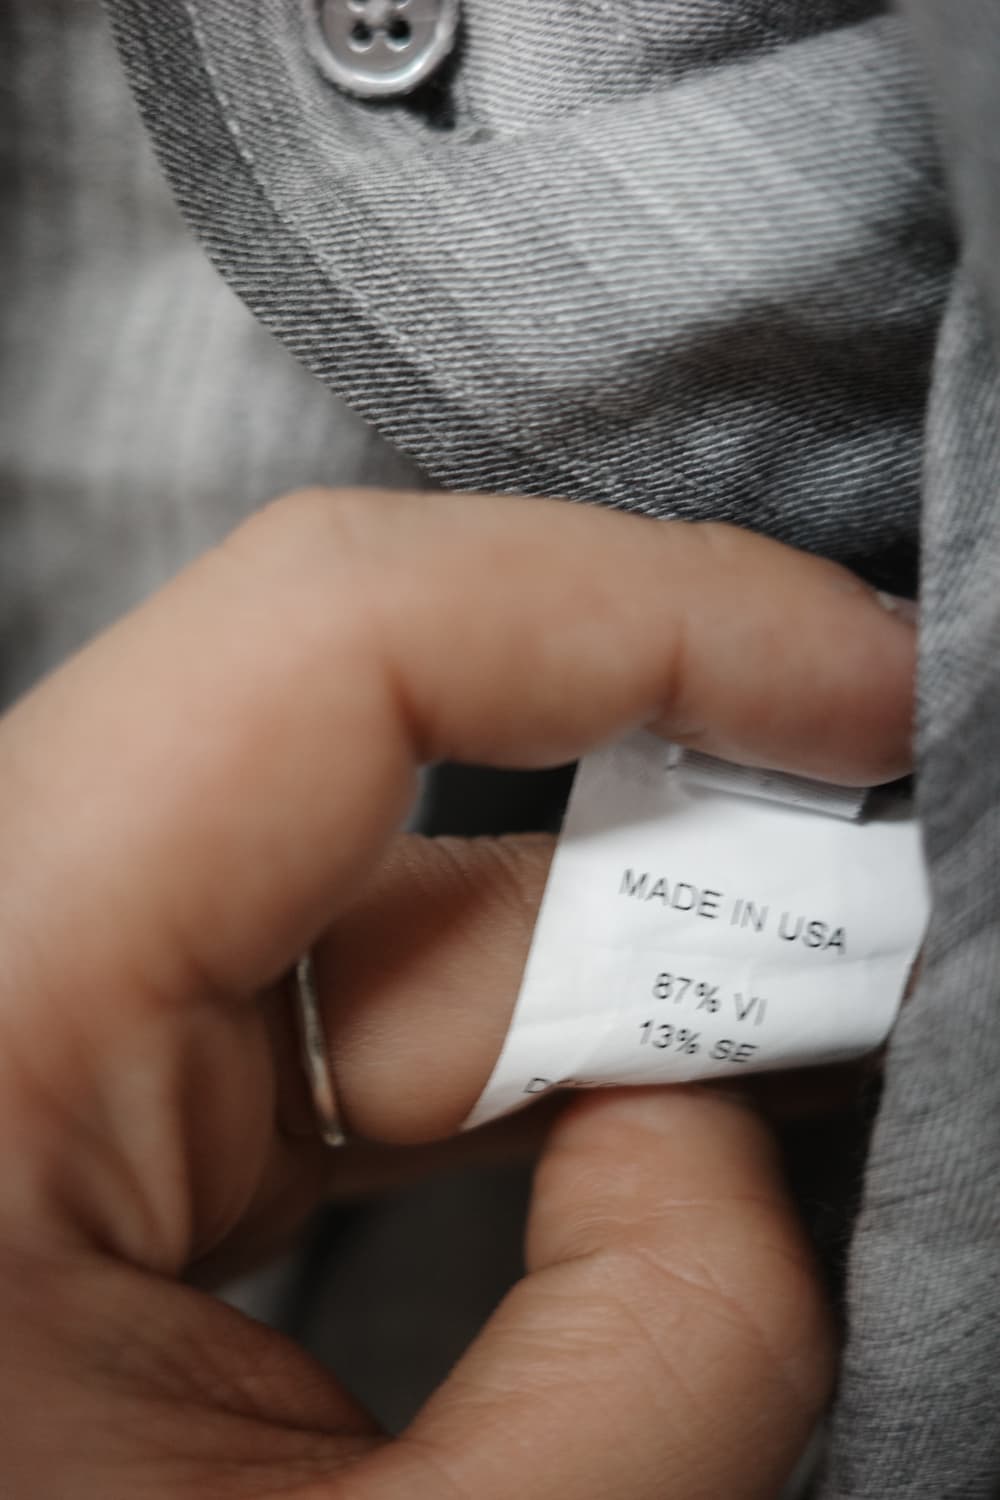 MADE IN USA
87% VI
13% SE